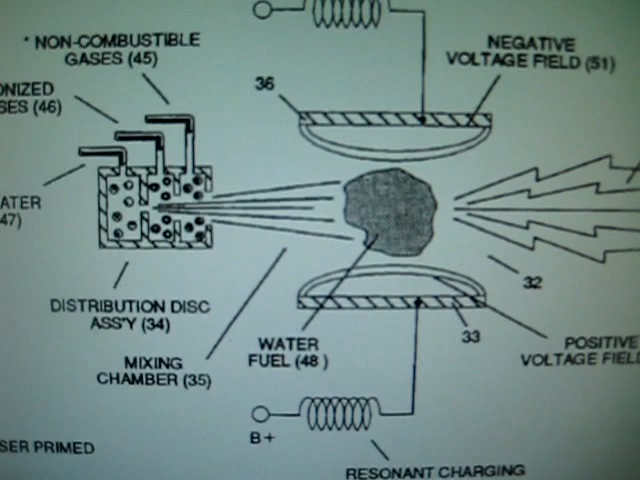 * NON-COMBUSTIBLE
GASES (45)
NEGATIVE
VOLTAGE FIELD (51)
36
ONIZED
SES (46)
ATER
47)
32
DISTRIBUTION DISC
ASS'Y (34)
33
WATER
FUEL (48)
POSITIVE
VOLTAGE FIELD
MIXING
CHAMBER (35)
B+
SER PRIMED
RESONANT CHARGING